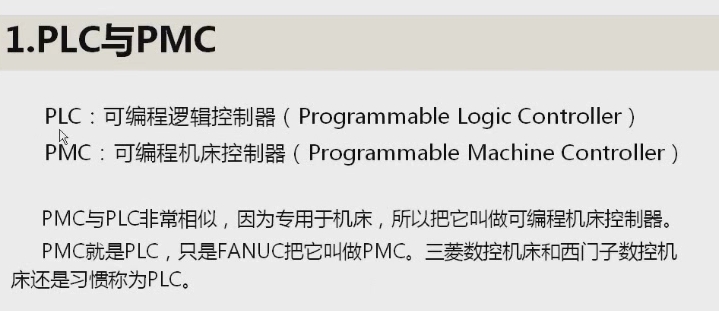 1.PLC与PMC
PLC：可编程逻辑控制器（Programmable Logic Controller）
PMC：可编程机床控制器（Programmable Machine Controller）
PMC与PLC非常相似，因为专用于机床，所以把它叫做可编程机床控制器。
PMC就是PLC，只是FANUC把它叫做PMC。三菱数控机床和西门子数控机
床还是习惯称为PLC。